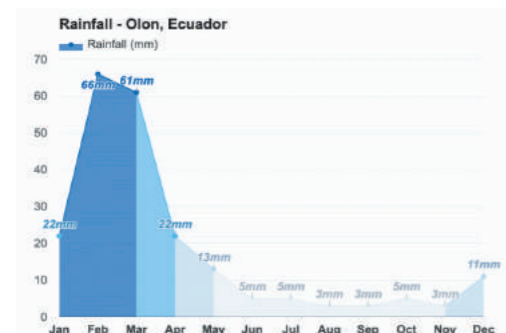 Rainfall - Olon, Ecuador
Rainfall (mm)
70
60
50
40
30
20
10
0
66mm 61mm
22mm 22mm
13mm
5mm 5mm 3mm 3mm 5mm 3mm
11mm
Jan Feb Mar Apr May Jun Jul Aug Sep Oct Nov Dec